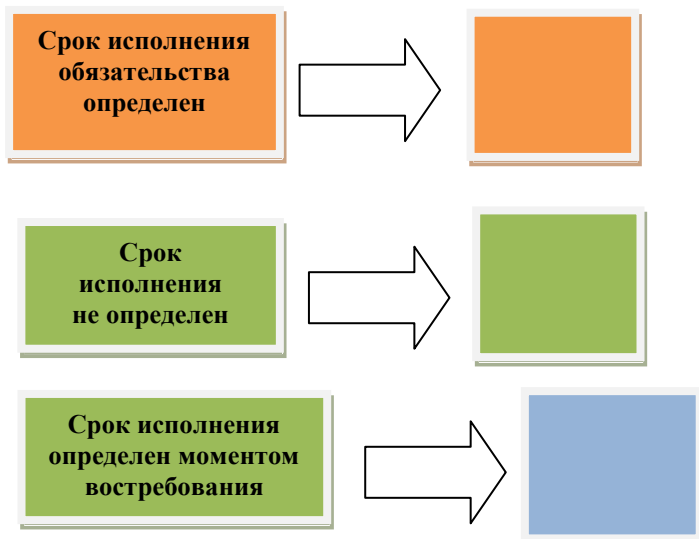 Срок исполнения
обязательства
определен
Срок
исполнения
не определен
Срок исполнения
определен моментом
востребования